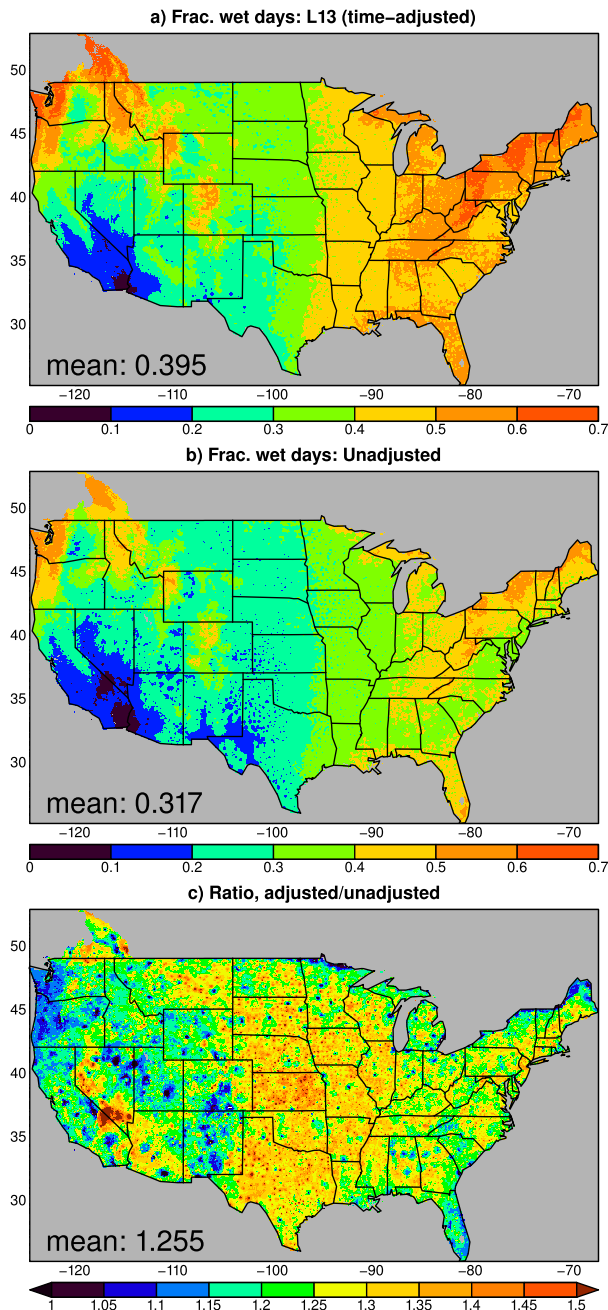 a) Frac. wet days: L13 (time−adjusted)
50
45
40
35
30
mean: 0.395
−120 −110 −100 −90 −80 −70
0 0.1 0.2 0.3 0.4 0.5 0.6 0.7
b) Frac. wet days: Unadjusted
50
45
40
35
30
mean: 0.317
−120 −110 −100 −90 −80 −70
0 0.1 0.2 0.3 0.4 0.5 0.6 0.7
c) Ratio, adjusted/unadjusted
50
45
40
35
30
mean: 1.255
−120 −110 −100 −90 −80 −70
1 1.05 1.1 1.15 1.2 1.25 1.3 1.35 1.4 1.45 1.5